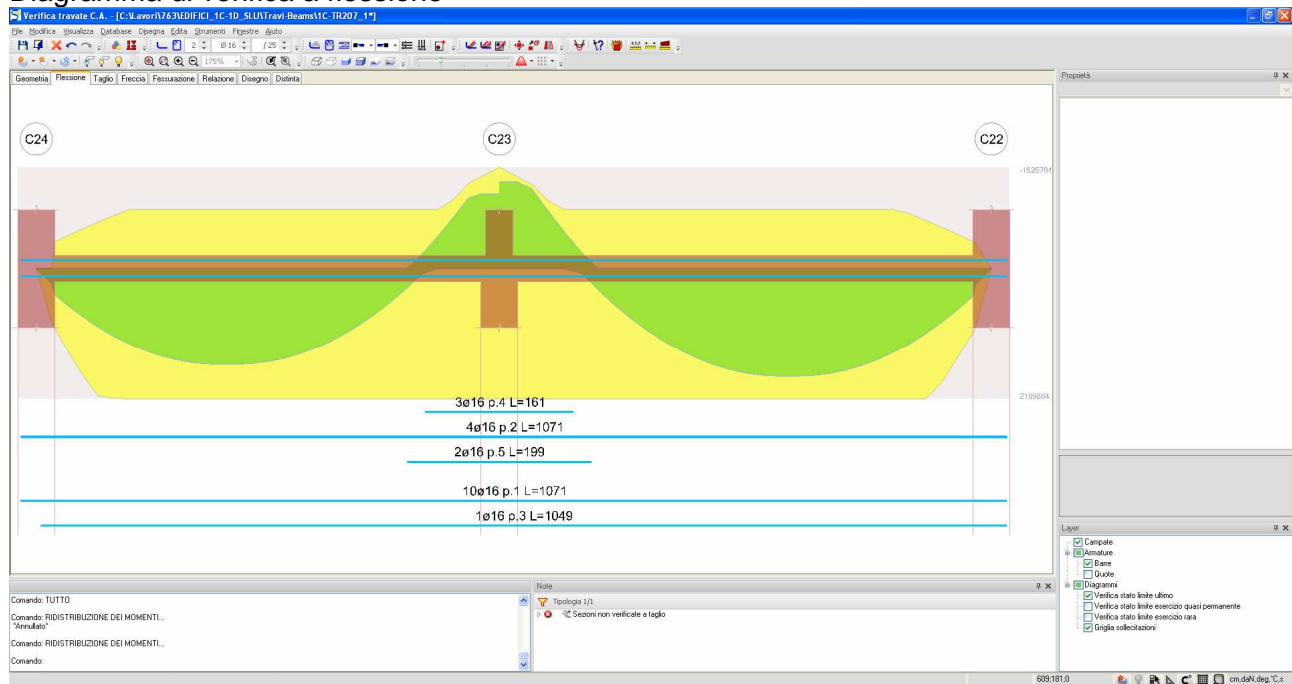 Diagramma di verifica a flessione
Verifica travate C.A. - [C:\Lavori\763\EDIFICI_1C-1D_SLU\Travi-Beams\1C-TR207_1*]
File Modifica Visualizza Database Disegna Edita Strumenti Finestre Aiuto
2 Ø16 /25
175%
Geometria Flessione Taglio Freccia Fessurazione Relazione Disegno Distinta
Proprietà
C24 C23 C22
2109864
3ø16 p.4 L=161
4ø16 p.2 L=1071
2ø16 p.5 L=199
10ø16 p.1 L=1071
1ø16 p.3 L=1049
Layer
Campate
Armature
Barre
Quote
Diagrammi
Verifica stato limite ultimo
Verifica stato limite esercizio quasi permanente
Verifica stato limite esercizio rara
Griglia sollecitazioni
Comando: TUTTO
Comando: RIDISTRIBUZIONE DEI MOMENTI...
"Annullato"
Comando: RIDISTRIBUZIONE DEI MOMENTI...
Comando:
Note
Tipologia 1/1
Sezioni non verificate a taglio
609;181;0
cm,daN,deg,°C,s